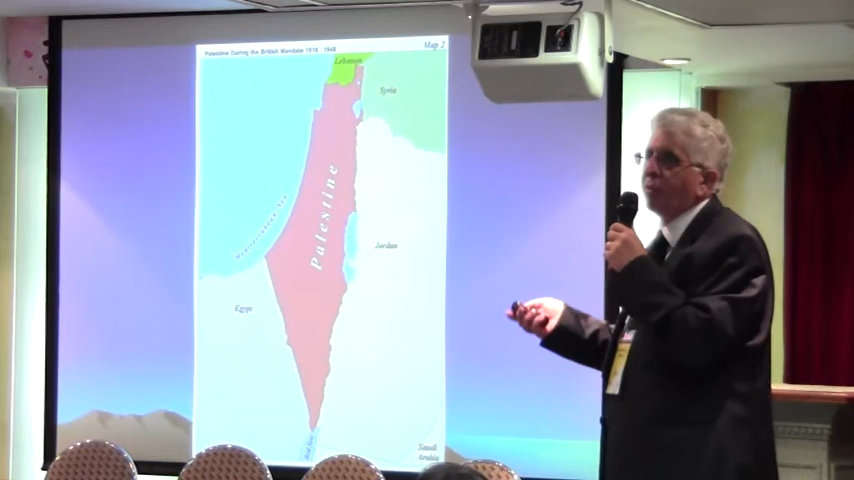 Palestine During the British Mandate 1918 - 1948
Map 2
Lebanon
Syria
Palestine
Mediterranean Sea
Jordan
Egypt
Saudi
Arabia